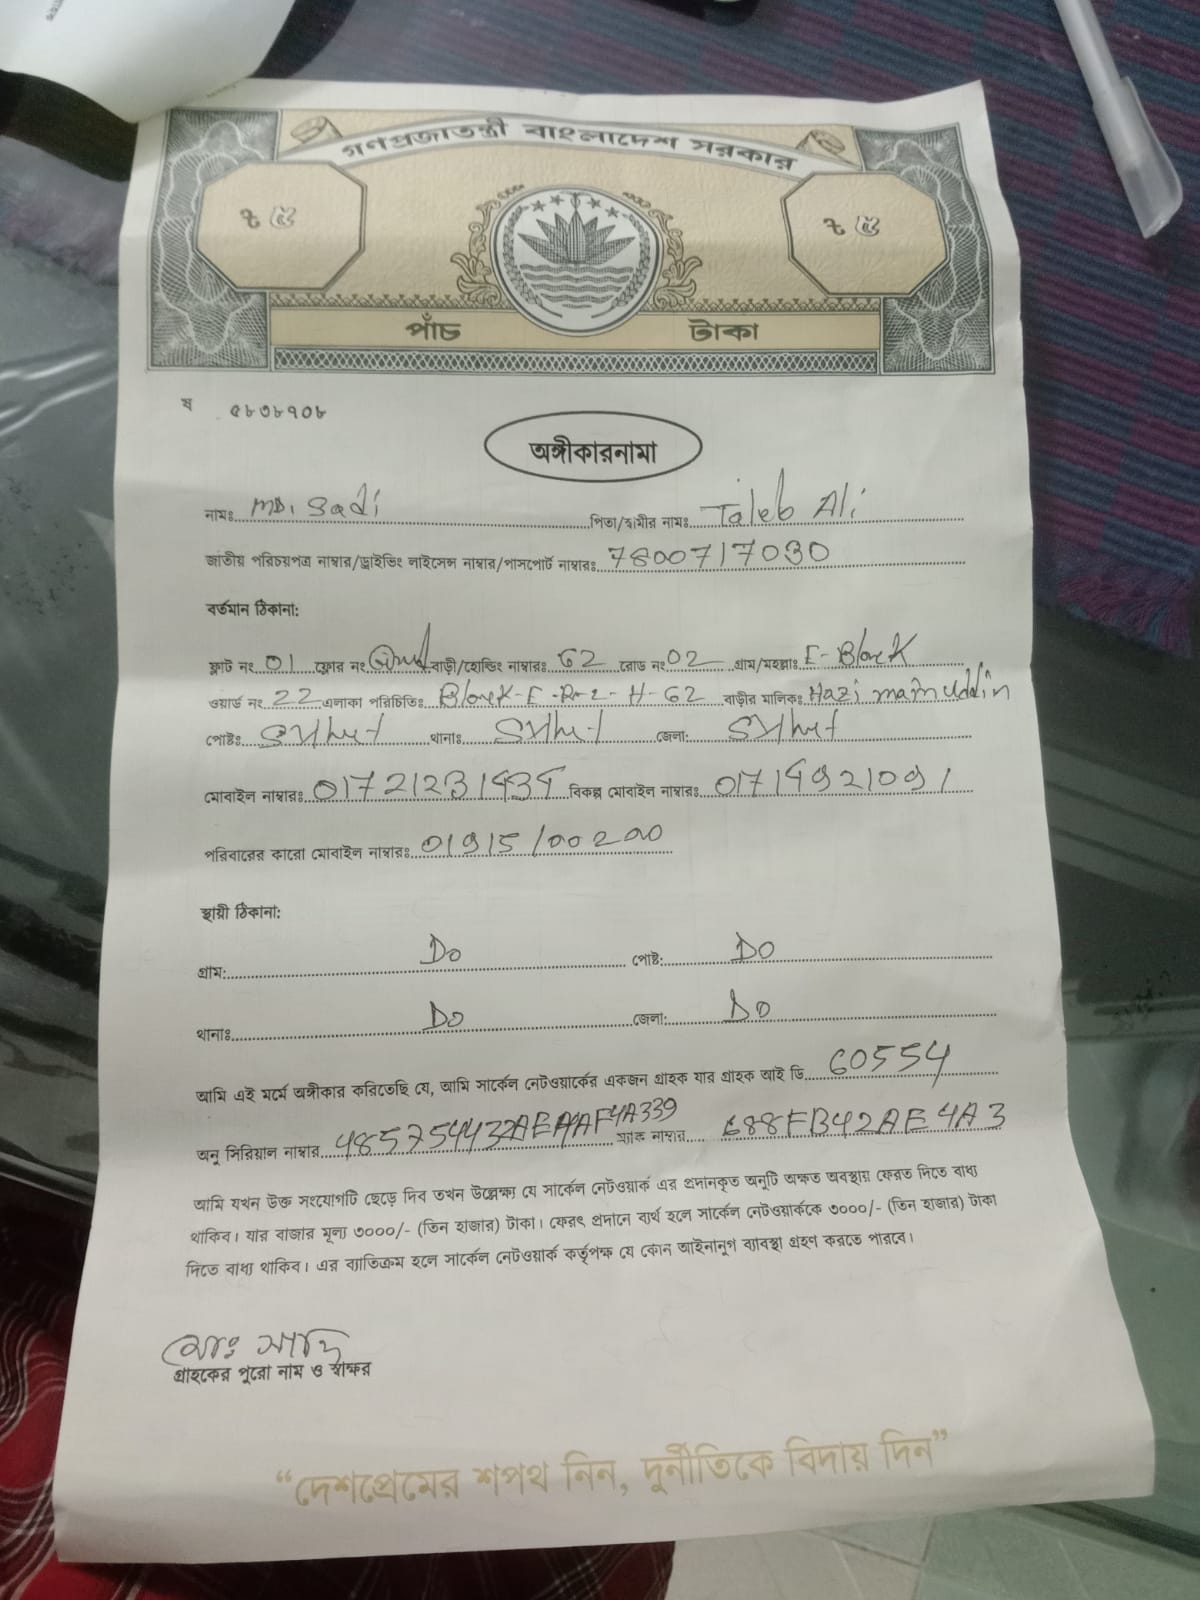 গণপ্রজাতন্ত্রী বাংলাদেশ সরকার
৳ ৫ ৳ ৫
পাঁচ টাকা
ষ ৫৮৩৮৭০৮
অঙ্গীকারনামা
নামঃ MD. Sadi পিতা/স্বামীর নামঃ Taleb Ali
জাতীয় পরিচয়পত্র নাম্বার/ড্রাইভিং লাইসেন্স নাম্বার/পাসপোর্ট নাম্বারঃ 7800717030
বর্তমান ঠিকানা:
ফ্লাট নং 01 ফ্লোর নং বাড়ী/হোল্ডিং নাম্বারঃ 62 রোড নং 02 গ্রাম/মহল্লাঃ E-Block
ওয়ার্ড নং 22 এলাকা পরিচিতিঃ Block-E-R-2-H-62 বাড়ীর মালিকঃ Hazi
পোষ্টঃ Sylhet থানাঃ Sylhet জেলা: Sylhet
মোবাইল নাম্বারঃ 01721231434 বিকল্প মোবাইল নাম্বারঃ 01714921091
পরিবারের কারো মোবাইল নাম্বারঃ 01915100200
স্থায়ী ঠিকানা:
গ্রাম: Do পোষ্ট: DO
থানাঃ Do জেলা: Do
আমি এই মর্মে অঙ্গীকার করিতেছি যে, আমি সার্কেল নেটওয়ার্কের একজন গ্রাহক যার গ্রাহক আই ডি 60554
অনু সিরিয়াল নাম্বার ম্যাক নাম্বার 688FB42AE4A3
আমি যখন উক্ত সংযোগটি ছেড়ে দিব তখন উল্লেক্ষ্য যে সার্কেল নেটওয়ার্ক এর প্রদানকৃত অনুটি অক্ষত অবস্থায় ফেরত দিতে বাধ্য
থাকিব। যার বাজার মূল্য ৩০০০/- (তিন হাজার) টাকা। ফেরৎ প্রদানে ব্যর্থ হলে সার্কেল নেটওয়ার্ককে ৩০০০/- (তিন হাজার) টাকা
দিতে বাধ্য থাকিব। এর ব্যাতিক্রম হলে সার্কেল নেটওয়ার্ক কর্তৃপক্ষ যে কোন আইনানুগ ব্যাবস্থা গ্রহণ করতে পারবে।
মোঃ সাদি
গ্রাহকের পুরো নাম ও স্বাক্ষর
“দেশপ্রেমের শপথ নিন, দুর্নীতিকে বিদায় দিন”